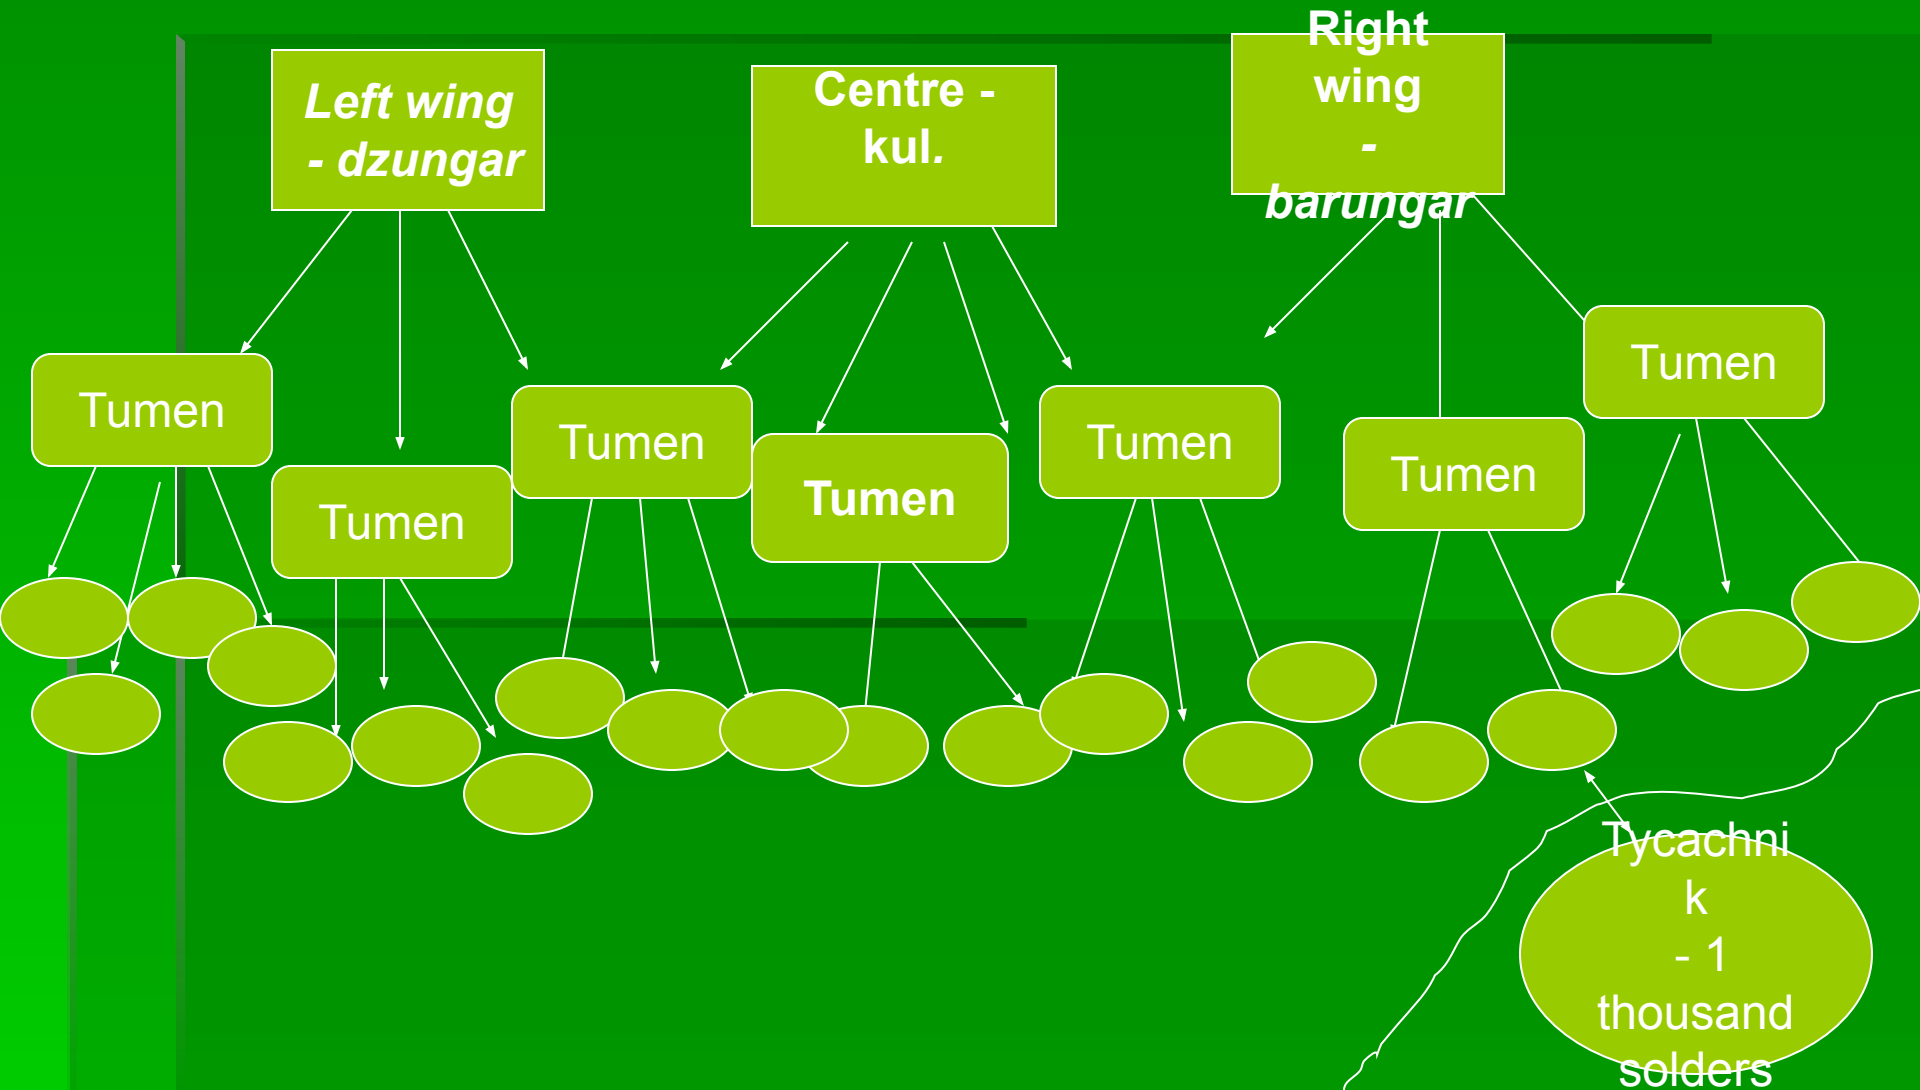 Left wing
- dzungar
Centre -
kul.
Right
wing
-
barungar
Tumen
Tumen
Tumen
Tumen
Tumen
Tumen
Tumen
Tycachni
k
- 1
thousand
solders